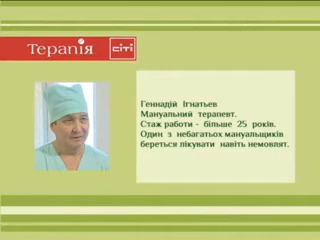 Терапія СІТІ
Геннадій Ігнатьев
Мануальний терапевт.
Стаж работи - більше 25 років.
Один з небагатьох мануальщиків
береться лікувати навіть немовлят.